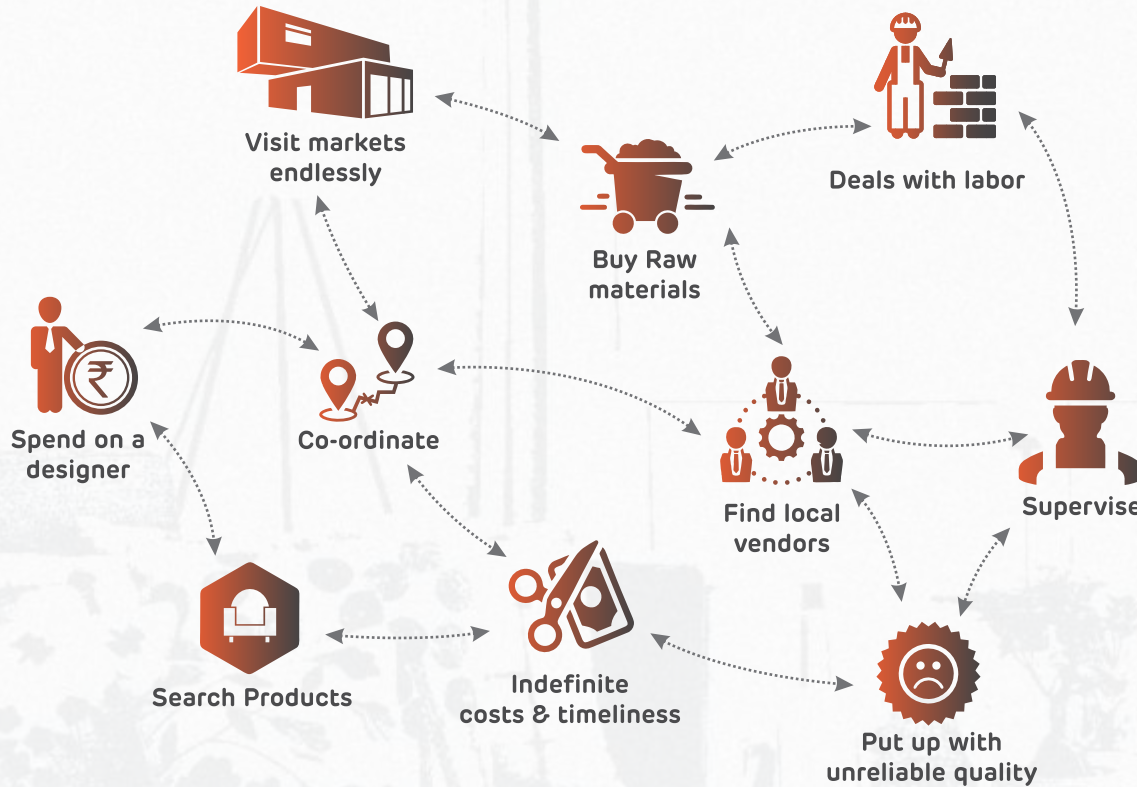 Visit markets
endlessly
Deals with labor
Buy Raw
materials
Spend on a
designer
Co-ordinate
Find local
vendors
Supervise
Search Products
Indefinite
costs & timeliness
Put up with
unreliable quality